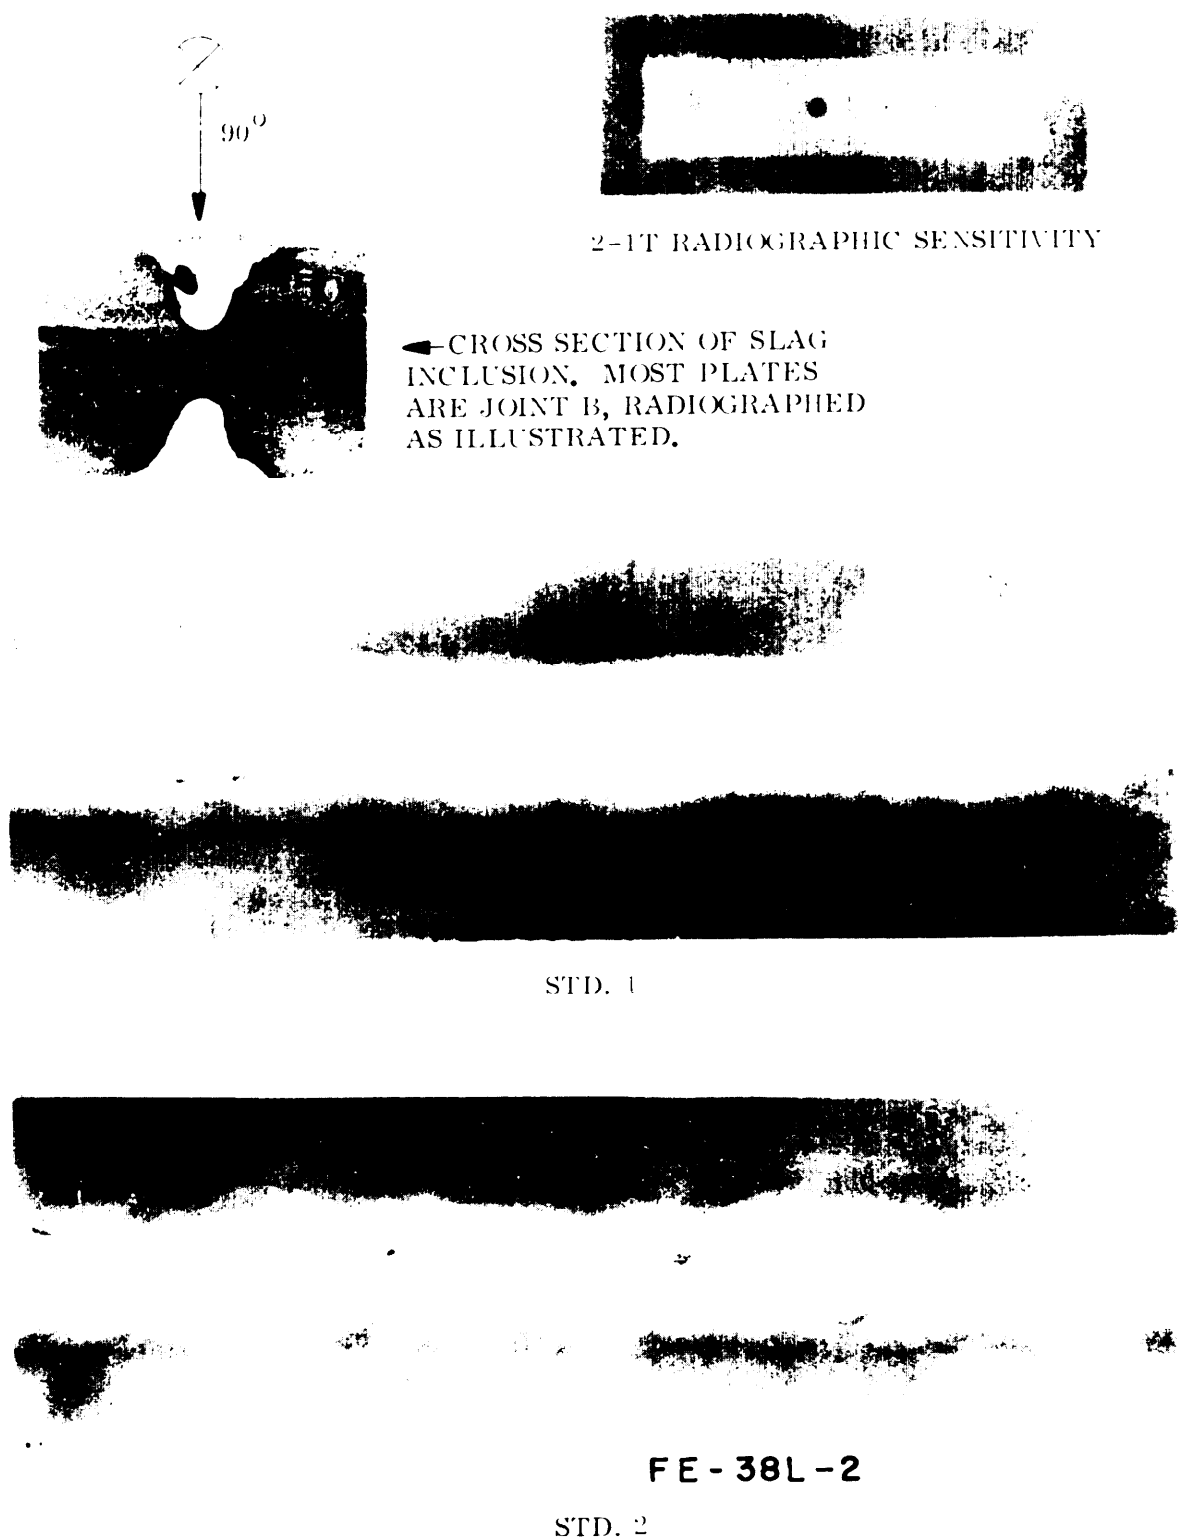 90°
2-1T RADIOGRAPHIC SENSITIVITY
CROSS SECTION OF SLAG
INCLUSION. MOST PLATES
ARE JOINT B, RADIOGRAPHED
AS ILLUSTRATED.
STD. 1
FE-38L-2
STD. 2